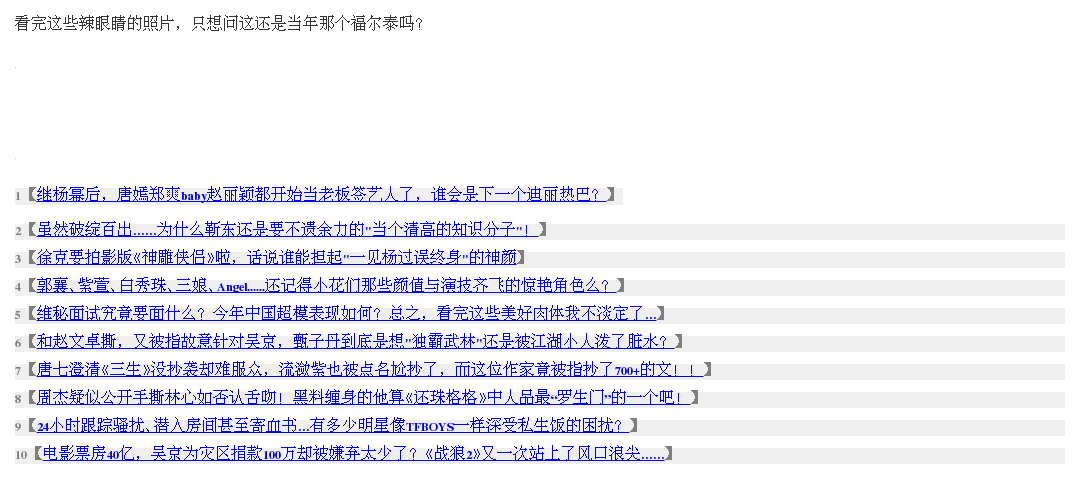 看完这些辣眼睛的照片，只想问这还是当年那个福尔泰吗？
1【继杨幂后，唐嫣郑爽baby赵丽颖都开始当老板签艺人了，谁会是下一个迪丽热巴？】
2【虽然破绽百出......为什么靳东还是要不遗余力的"当个清高的知识分子"！】
3【徐克要拍影版《神雕侠侣》啦，话说谁能担起"一见杨过误终身"的神颜】
4【郭襄、紫萱、白秀珠、三娘、Angel......还记得小花们那些颜值与演技齐飞的惊艳角色么？】
5【维秘面试究竟要面什么？今年中国超模表现如何？总之，看完这些美好肉体我不淡定了...】
6【和赵文卓撕，又被指故意针对吴京，甄子丹到底是想"独霸武林"还是被江湖小人泼了脏水？】
7【唐七澄清《三生》没抄袭却难服众，流潋紫也被点名尬抄了，而这位作家竟被指抄了700+的文！！】
8【周杰疑似公开手撕林心如否认舌吻！黑料缠身的他算《还珠格格》中人品最“罗生门”的一个吧！】
9【24小时跟踪骚扰、潜入房间甚至寄血书...有多少明星像TFBOYS一样深受私生饭的困扰？】
10【电影票房40亿，吴京为灾区捐款100万却被嫌弃太少了？《战狼2》又一次站上了风口浪尖......】